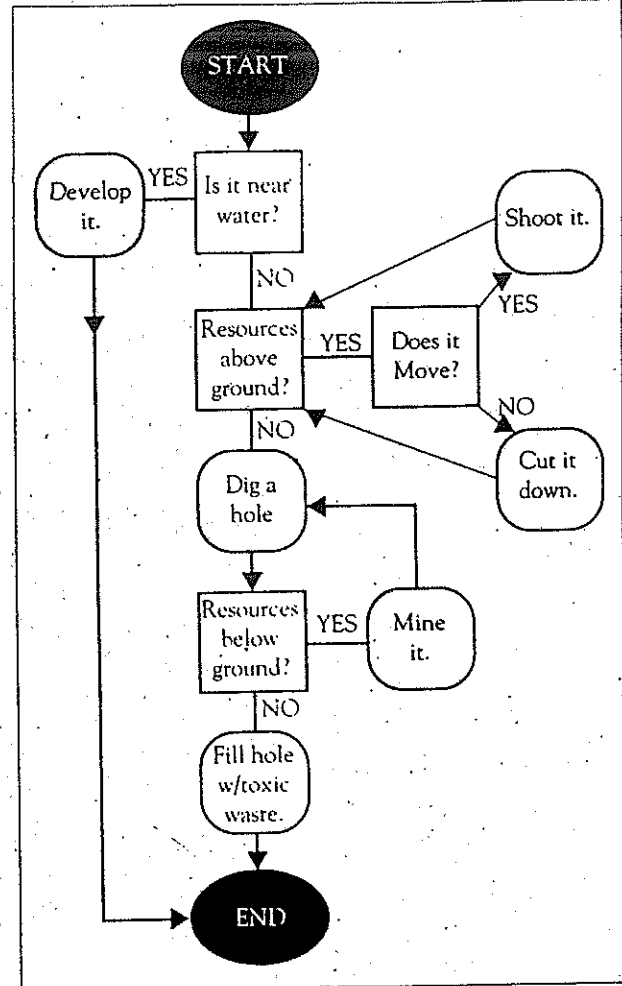 START
Develop
it.
YES
Is it near
water?
NO
Shoot it.
Resources
above
ground?
YES
Does it
Move?
YES
NO
Cut it
down.
NO
Dig a
hole
Resources
below
ground?
YES
Mine
it.
NO
Fill hole
w/toxic
waste.
END